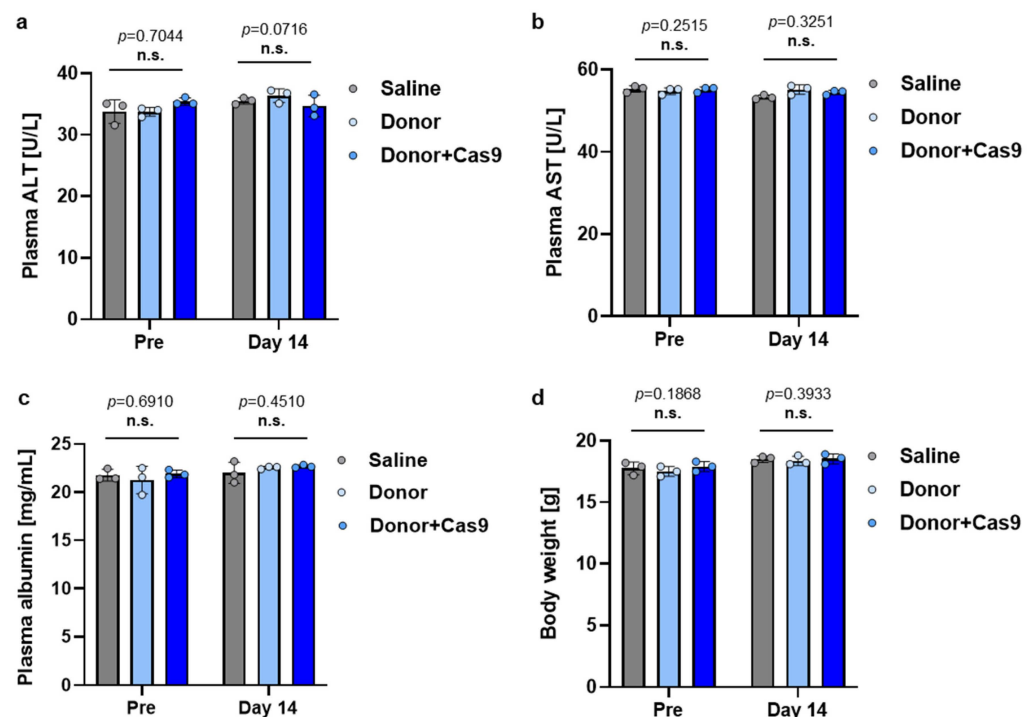 a
p=0.7044
n.s.
p=0.0716
n.s.
Plasma ALT [U/L]
40
30
20
10
0
Pre
Day 14
Saline
Donor
Donor+Cas9
b
p=0.2515
n.s.
p=0.3251
n.s.
Plasma AST [U/L]
60
40
20
0
Pre
Day 14
Saline
Donor
Donor+Cas9
c
p=0.6910
n.s.
p=0.4510
n.s.
Plasma albumin [mg/mL]
25
20
15
10
5
0
Pre
Day 14
Saline
Donor
Donor+Cas9
d
p=0.1868
n.s.
p=0.3933
n.s.
Body weight [g]
20
15
10
5
0
Pre
Day 14
Saline
Donor
Donor+Cas9